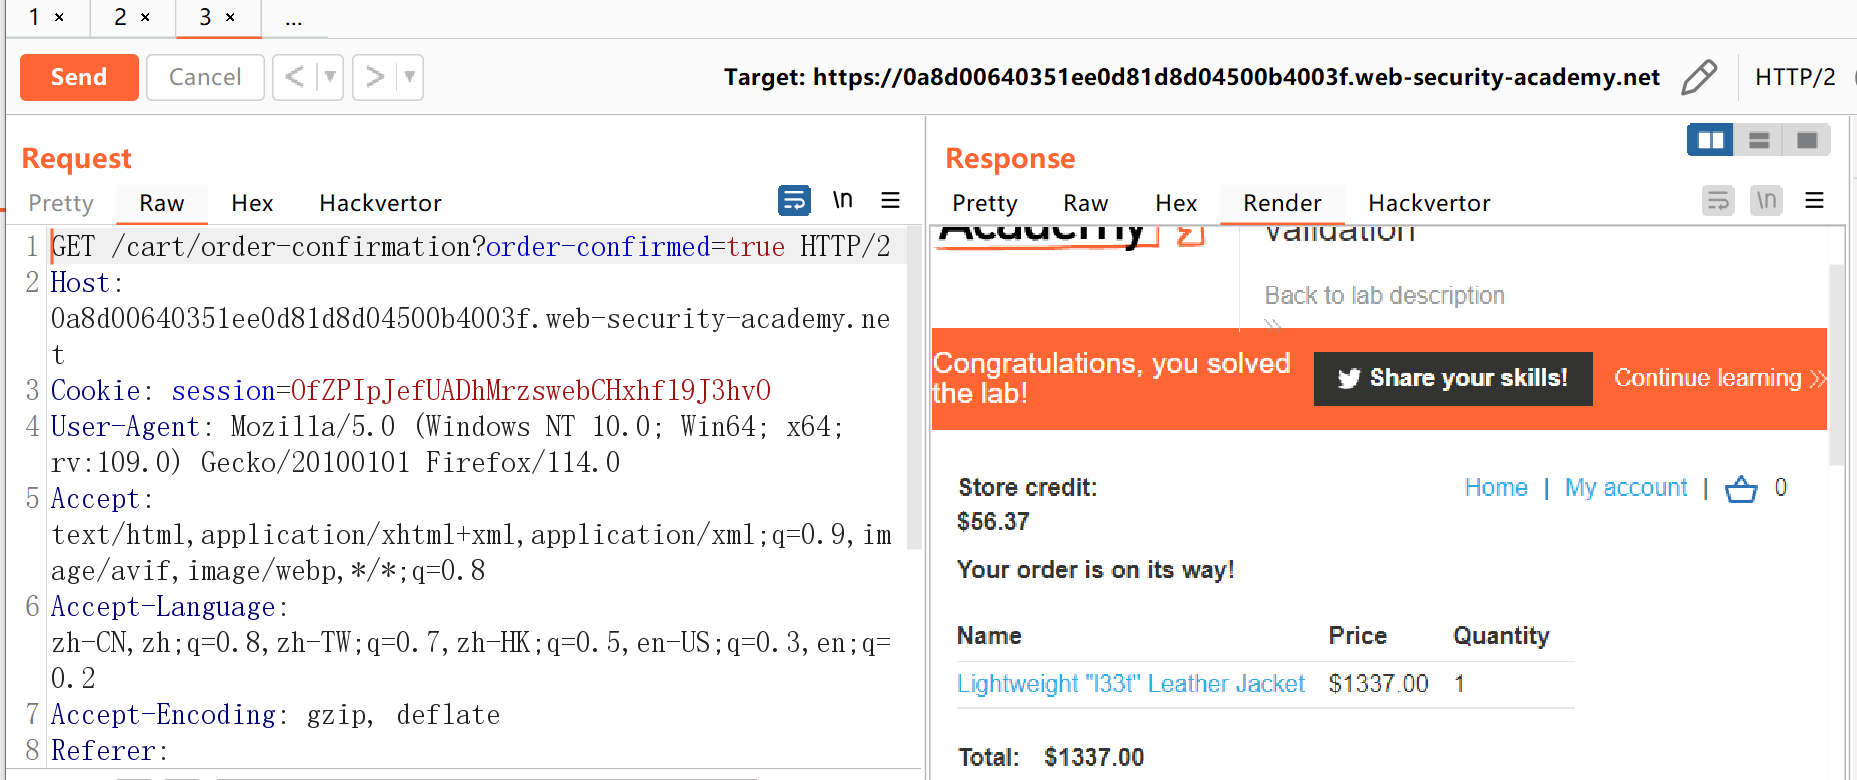 1 × 2 × 3 × ...
Send Cancel < > Target: https://0a8d00640351ee0d81d8d04500b4003f.web-security-academy.net HTTP/2
Request
Pretty Raw Hex Hackvertor \n
1 GET /cart/order-confirmation?order-confirmed=true HTTP/2
2 Host:
0a8d00640351ee0d81d8d04500b4003f.web-security-academy.ne
t
3 Cookie: session=OfZPIpJefUADhMrzswebCHxhfl9J3hvO
4 User-Agent: Mozilla/5.0 (Windows NT 10.0; Win64; x64;
rv:109.0) Gecko/20100101 Firefox/114.0
5 Accept:
text/html,application/xhtml+xml,application/xml;q=0.9,im
age/avif,image/webp,*/*;q=0.8
6 Accept-Language:
zh-CN,zh;q=0.8,zh-TW;q=0.7,zh-HK;q=0.5,en-US;q=0.3,en;q=
0.2
7 Accept-Encoding: gzip, deflate
8 Referer:
Response
Pretty Raw Hex Render Hackvertor \n
Academy validation
Back to lab description
Congratulations, you solved
the lab!
Share your skills! Continue learning
Store credit:
$56.37
Home | My account | 0
Your order is on its way!
Name Price Quantity
Lightweight "l33t" Leather Jacket $1337.00 1
Total: $1337.00